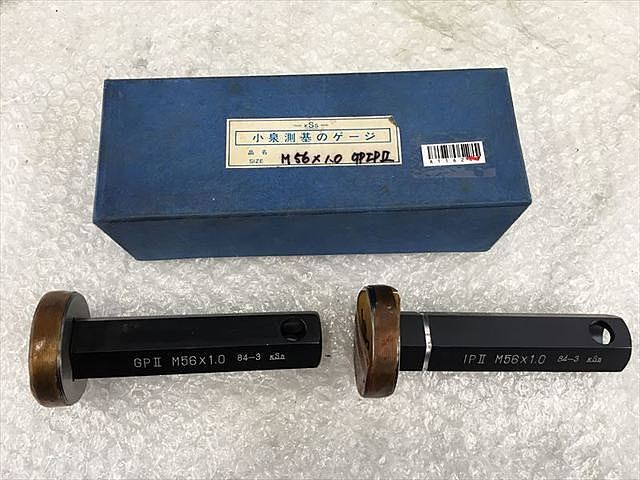 KSS
小泉測基のゲージ
品名
SIZE
M56×1.0 GPIPⅡ
GPⅡ M56×1.0 84-3 KSS
IPⅡ M56×1.0 84-3 KSS